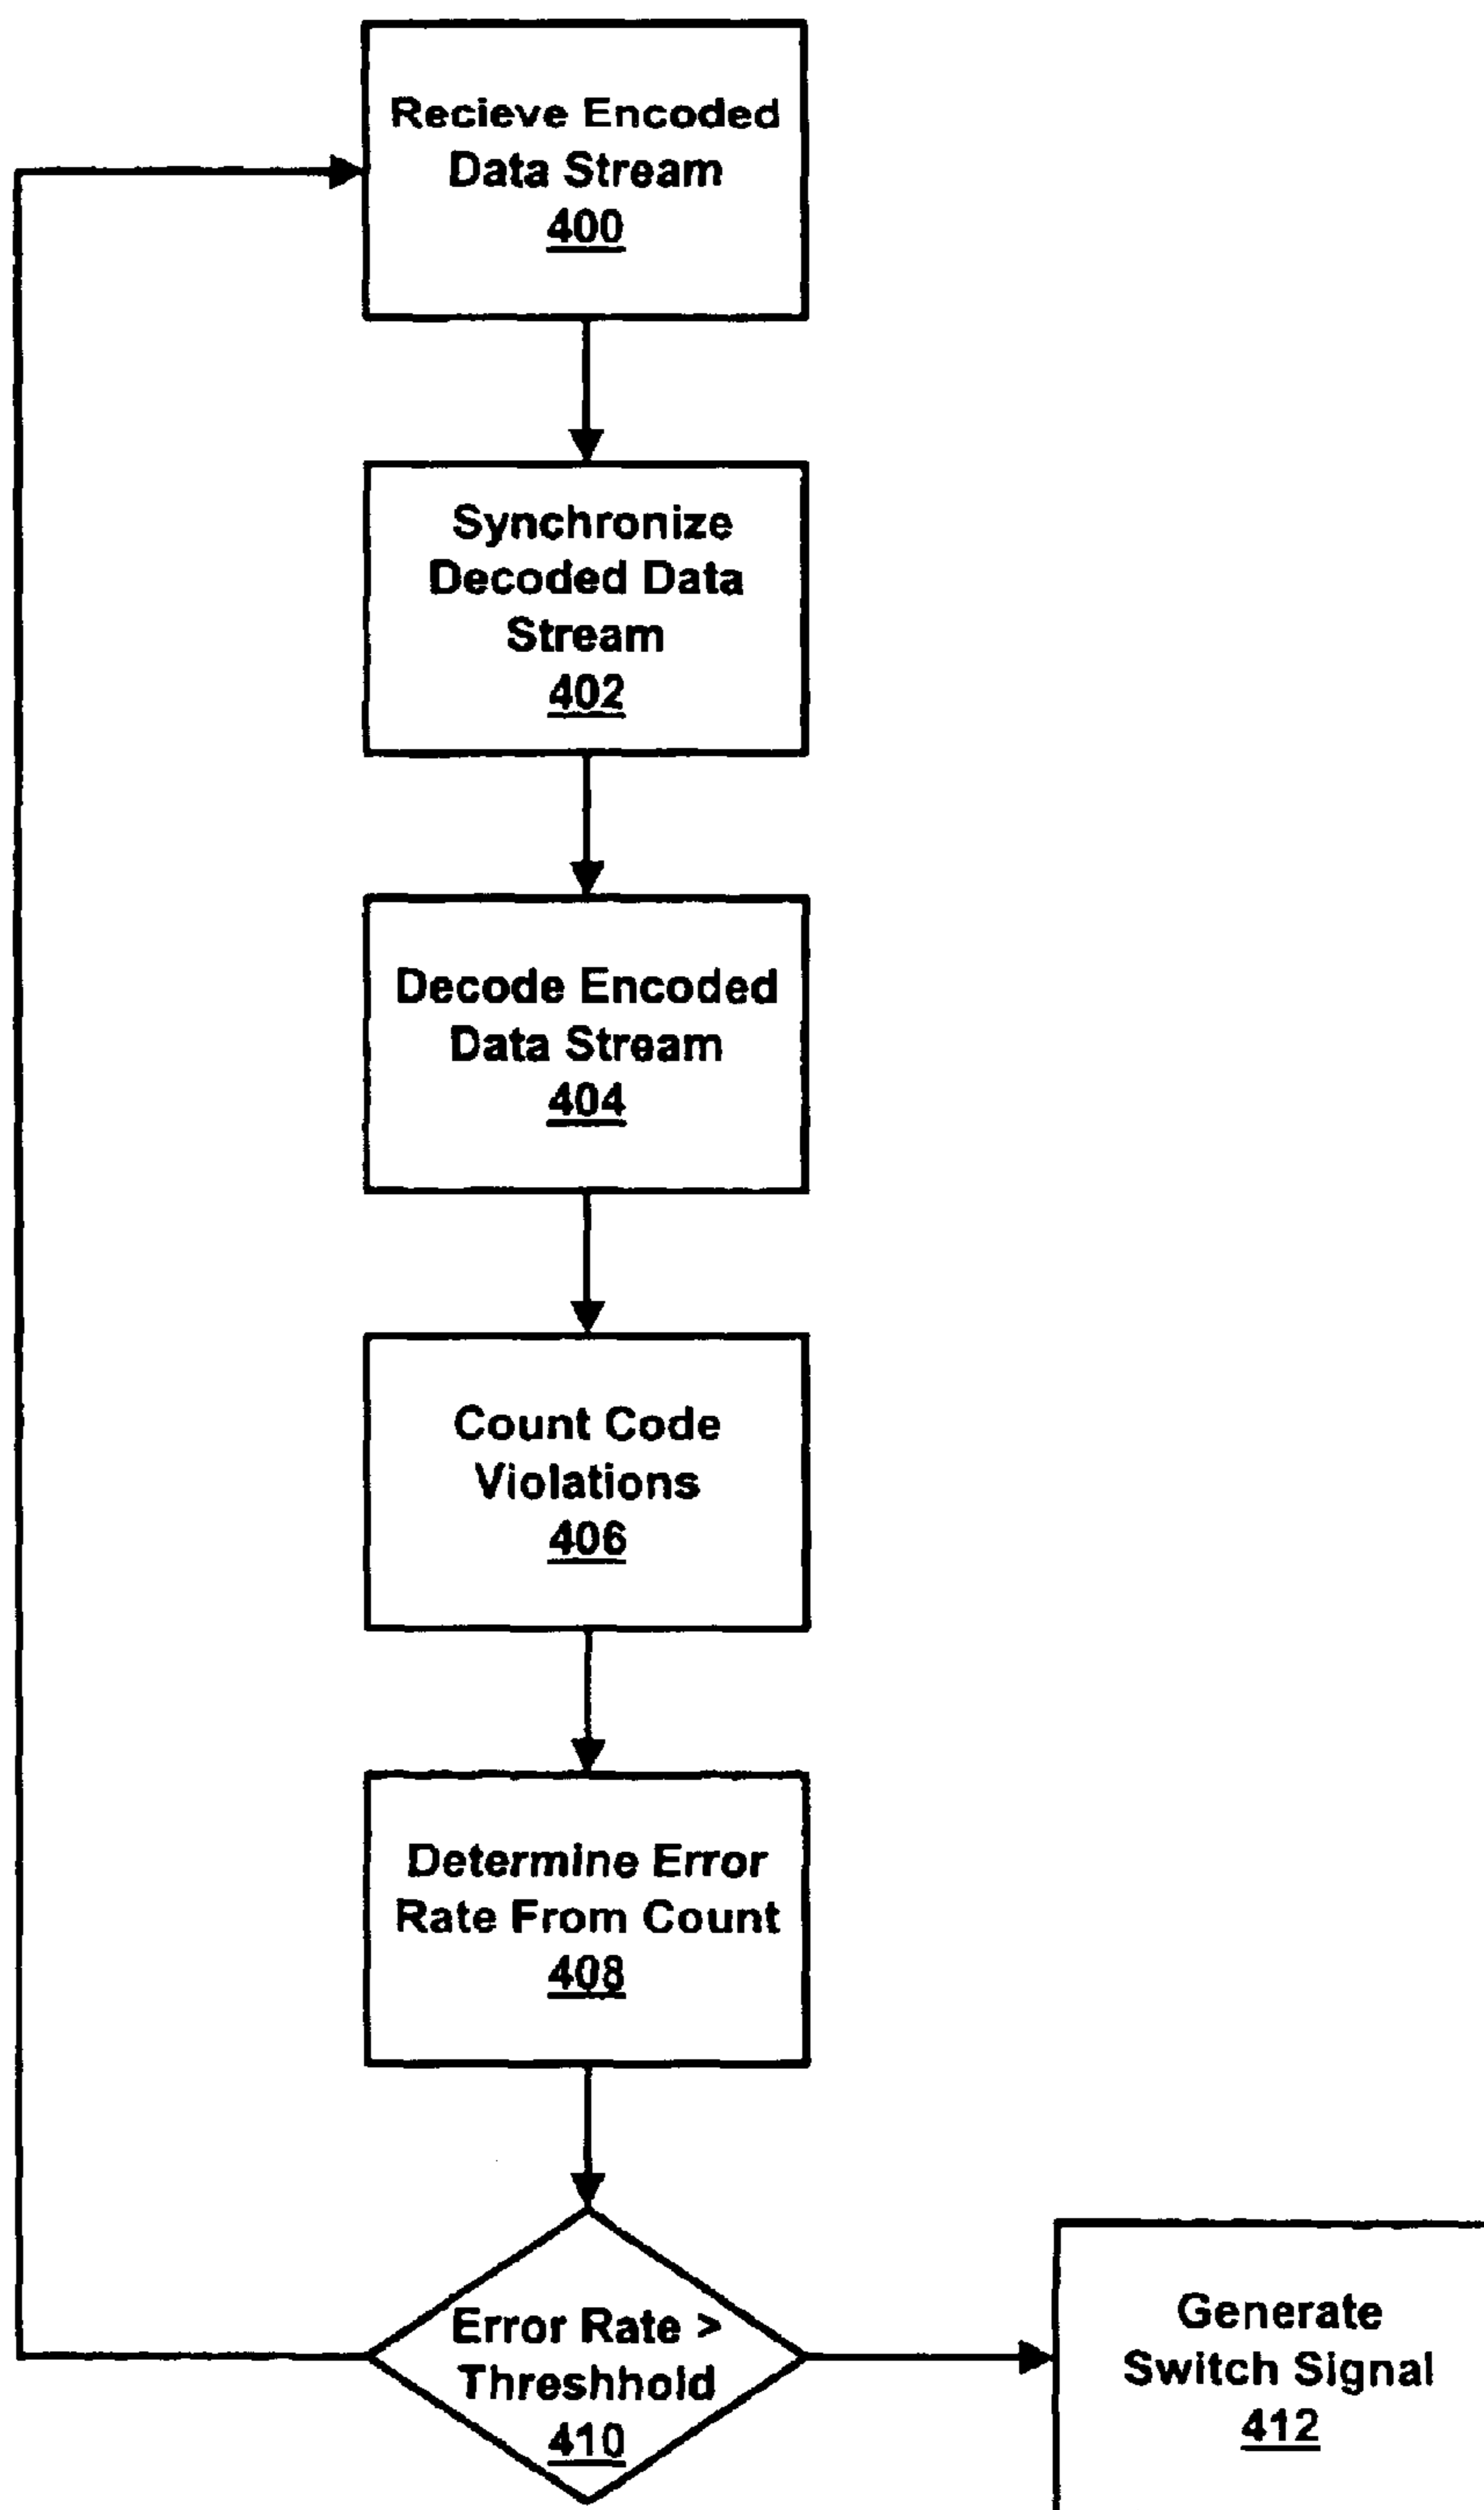 Recieve Encoded
Data Stream
400
Synchronize
Decoded Data
Stream
402
Decode Encoded
Data Stream
404
Count Code
Violations
406
Determine Error
Rate From Count
408
Error Rate >
Threshhold
410
Generate
Switch Signal
412